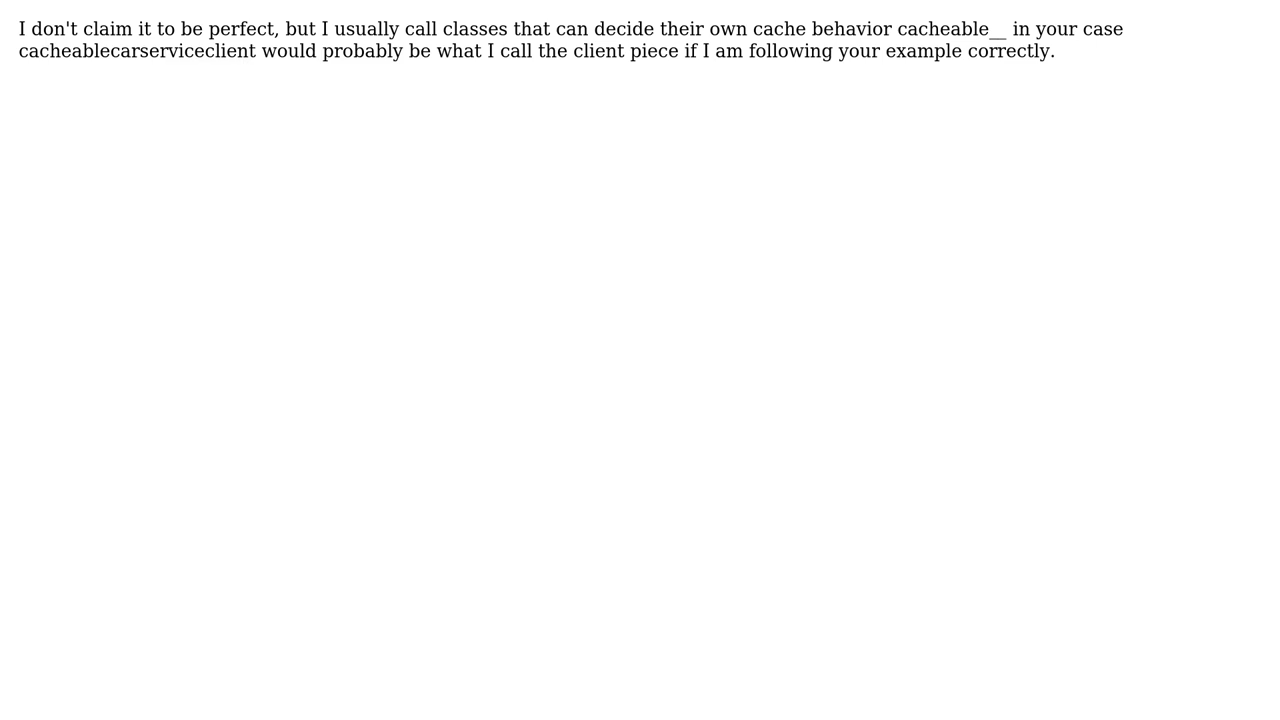 I don't claim it to be perfect, but I usually call classes that can decide their own cache behavior cacheable__ in your case
cacheablecarserviceclient would probably be what I call the client piece if I am following your example correctly.